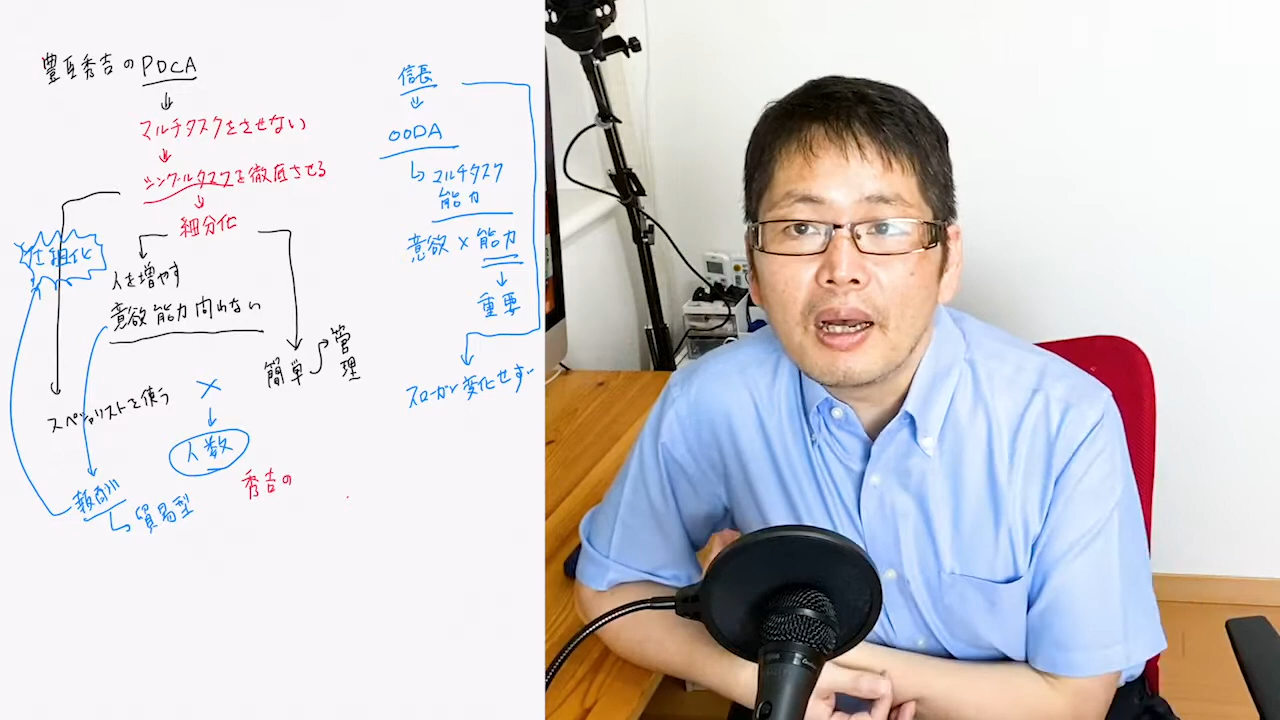 豊臣秀吉のPDCA
マルチタスクをさせない
シングルタスクを徹底させる
細分化
仕組化
人を増やす
意欲 能力 問わない
簡単
管理
スペシャリストを使う
×
人数
貿易型
秀吉の
信長
OODA
マルチタスク
能力
意欲 × 能力
重要
スローガン変化せず